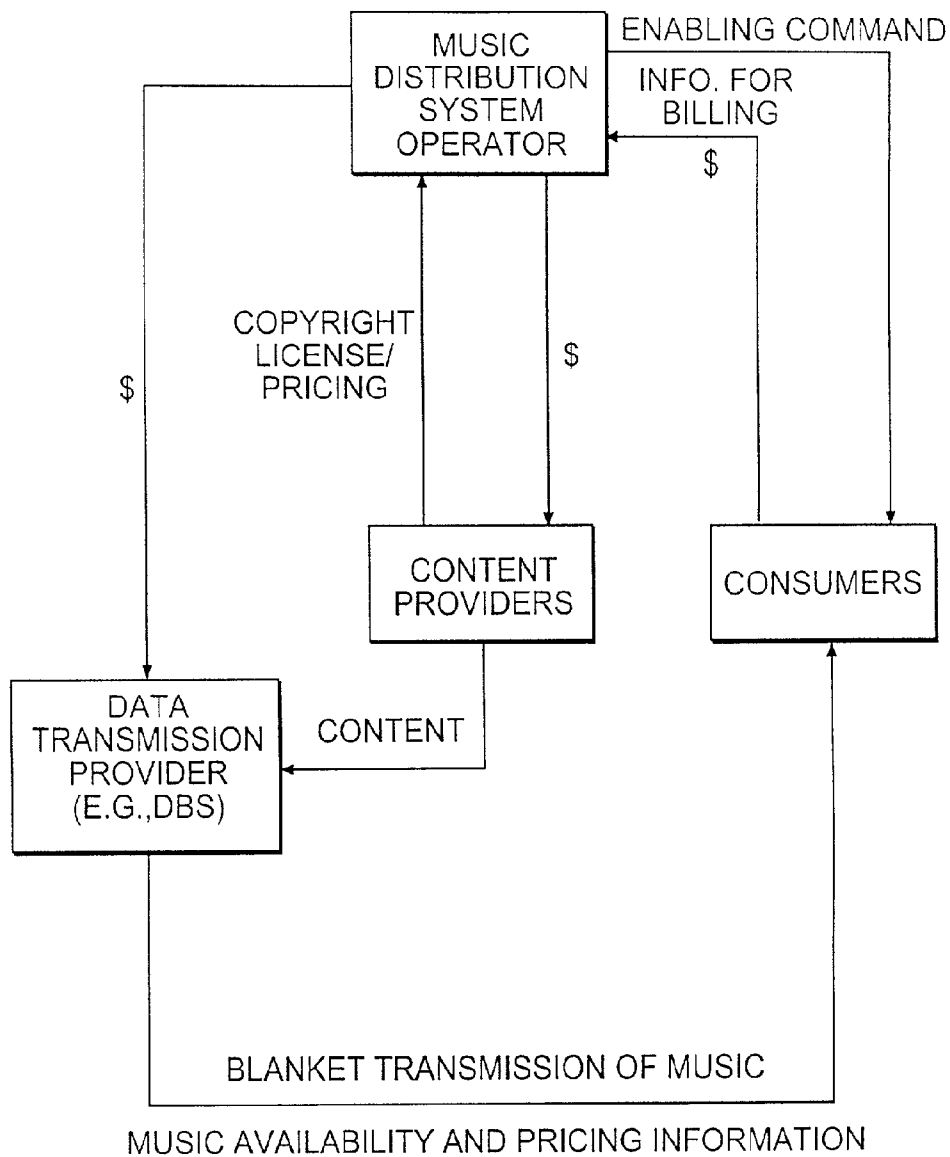 MUSIC
DISTRIBUTION
SYSTEM
OPERATOR
ENABLING COMMAND
INFO. FOR
BILLING
$
COPYRIGHT
LICENSE/
PRICING
$
$
CONTENT
PROVIDERS
CONSUMERS
DATA
TRANSMISSION
PROVIDER
(E.G.,DBS)
CONTENT
BLANKET TRANSMISSION OF MUSIC
MUSIC AVAILABILITY AND PRICING INFORMATION